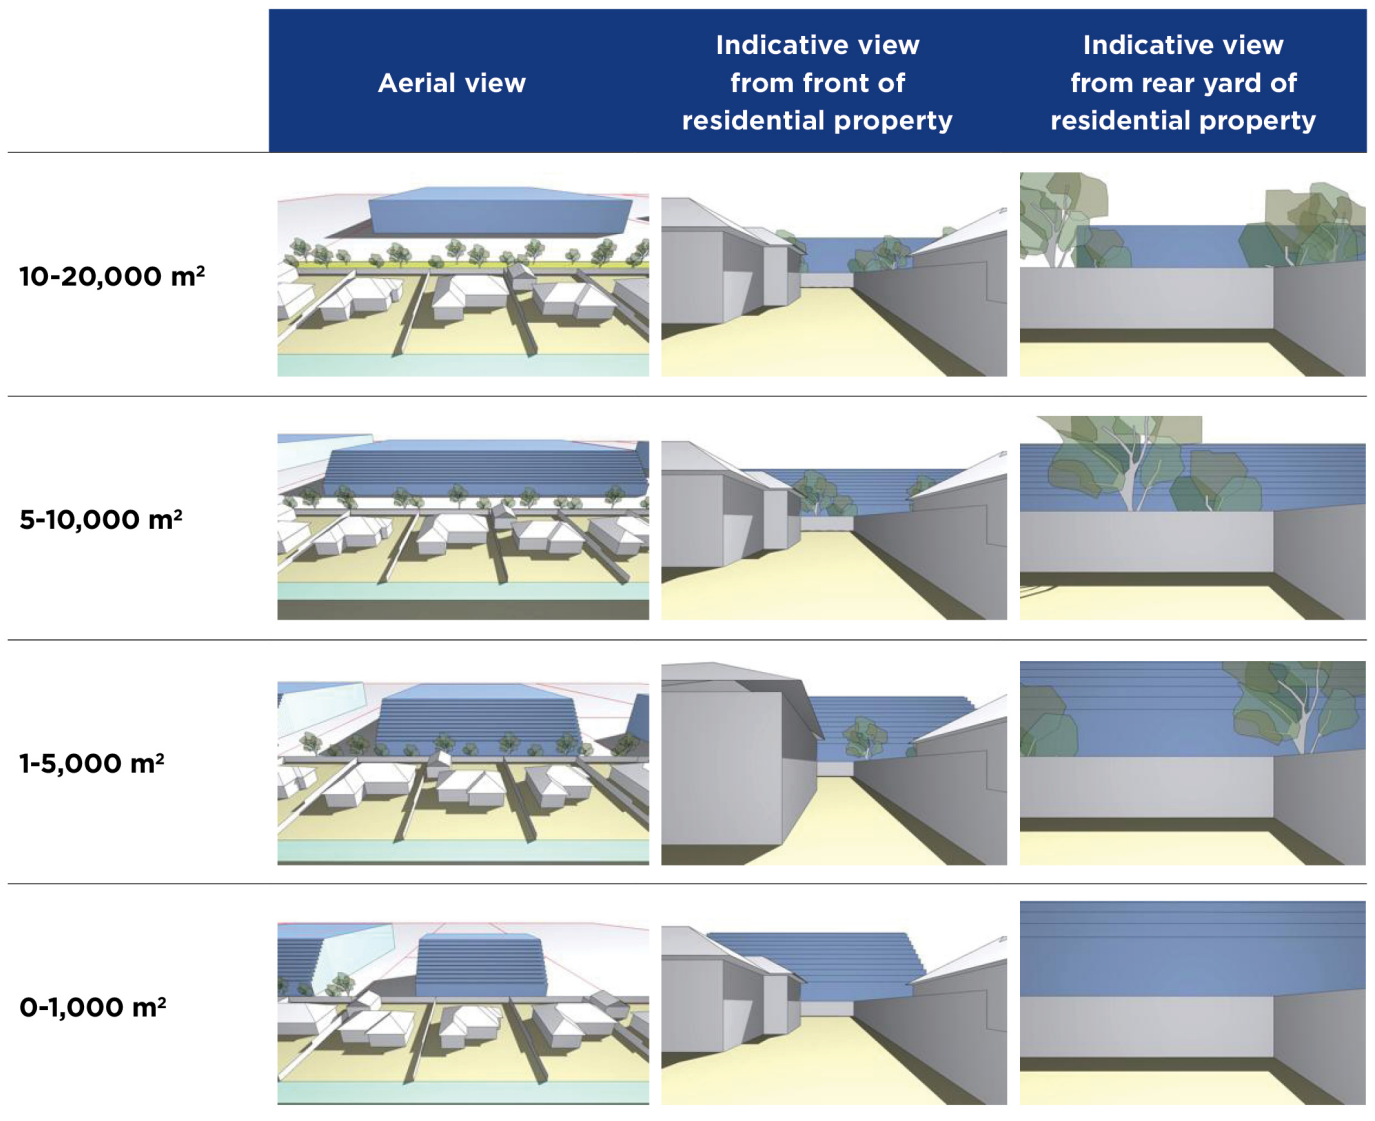 Aerial view
Indicative view
from front of
residential property
Indicative view
from rear yard of
residential property
10-20,000 m²
5-10,000 m²
1-5,000 m²
0-1,000 m²